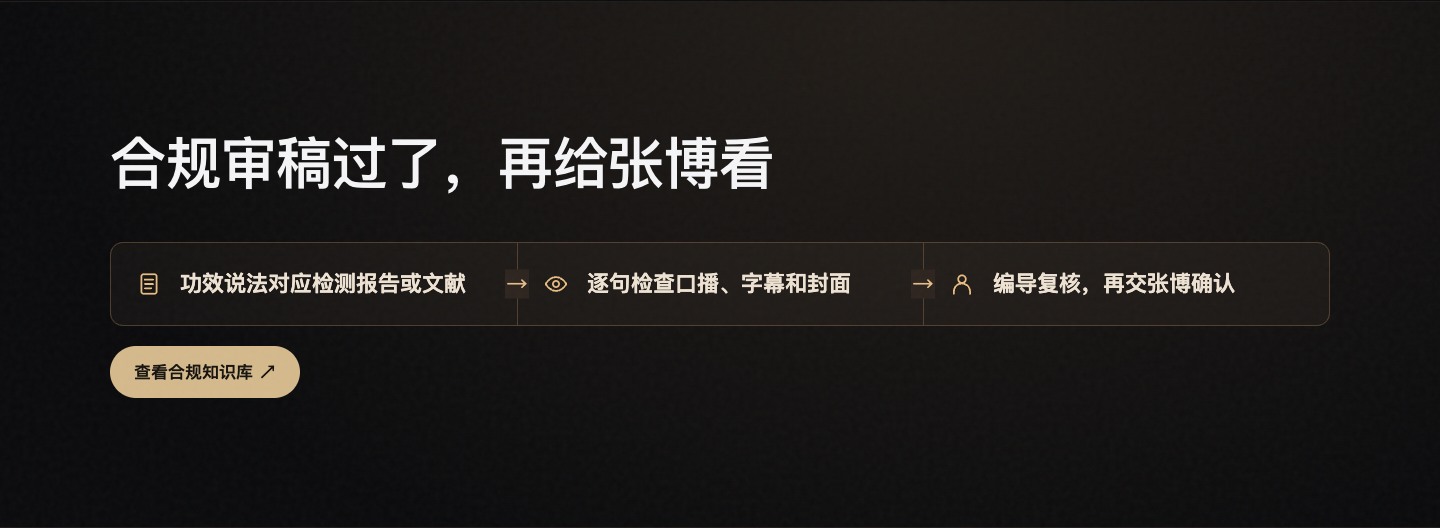 合规审稿过了，再给张博看
功效说法对应检测报告或文献 → 逐句检查口播、字幕和封面 → 编导复核，再交张博确认
查看合规知识库 ↗